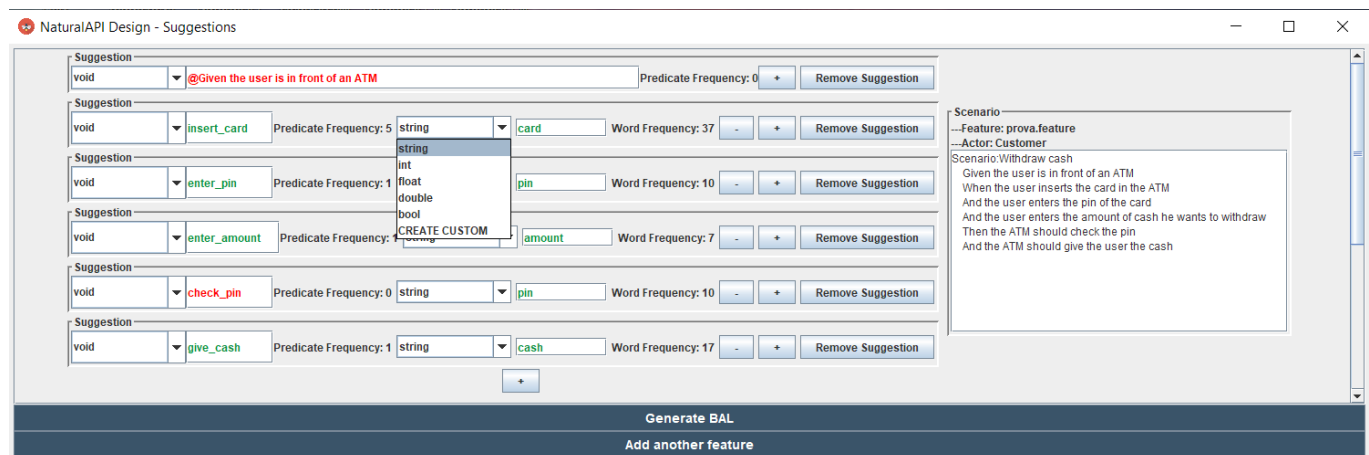 NaturalAPI Design - Suggestions
Suggestion
void @Given the user is in front of an ATM Predicate Frequency: 0 + Remove Suggestion
Suggestion
void insert_card Predicate Frequency: 5 string card Word Frequency: 37 - + Remove Suggestion
string
int
float
double
bool
CREATE CUSTOM
Suggestion
void enter_pin Predicate Frequency: 1 pin Word Frequency: 10 - + Remove Suggestion
Suggestion
void enter_amount Predicate Frequency: 1 amount Word Frequency: 7 - + Remove Suggestion
Suggestion
void check_pin Predicate Frequency: 0 string pin Word Frequency: 10 - + Remove Suggestion
Suggestion
void give_cash Predicate Frequency: 1 string cash Word Frequency: 17 - + Remove Suggestion
+
Scenario
---Feature: prova.feature
---Actor: Customer
Scenario:Withdraw cash
Given the user is in front of an ATM
When the user inserts the card in the ATM
And the user enters the pin of the card
And the user enters the amount of cash he wants to withdraw
Then the ATM should check the pin
And the ATM should give the user the cash
Generate BAL
Add another feature